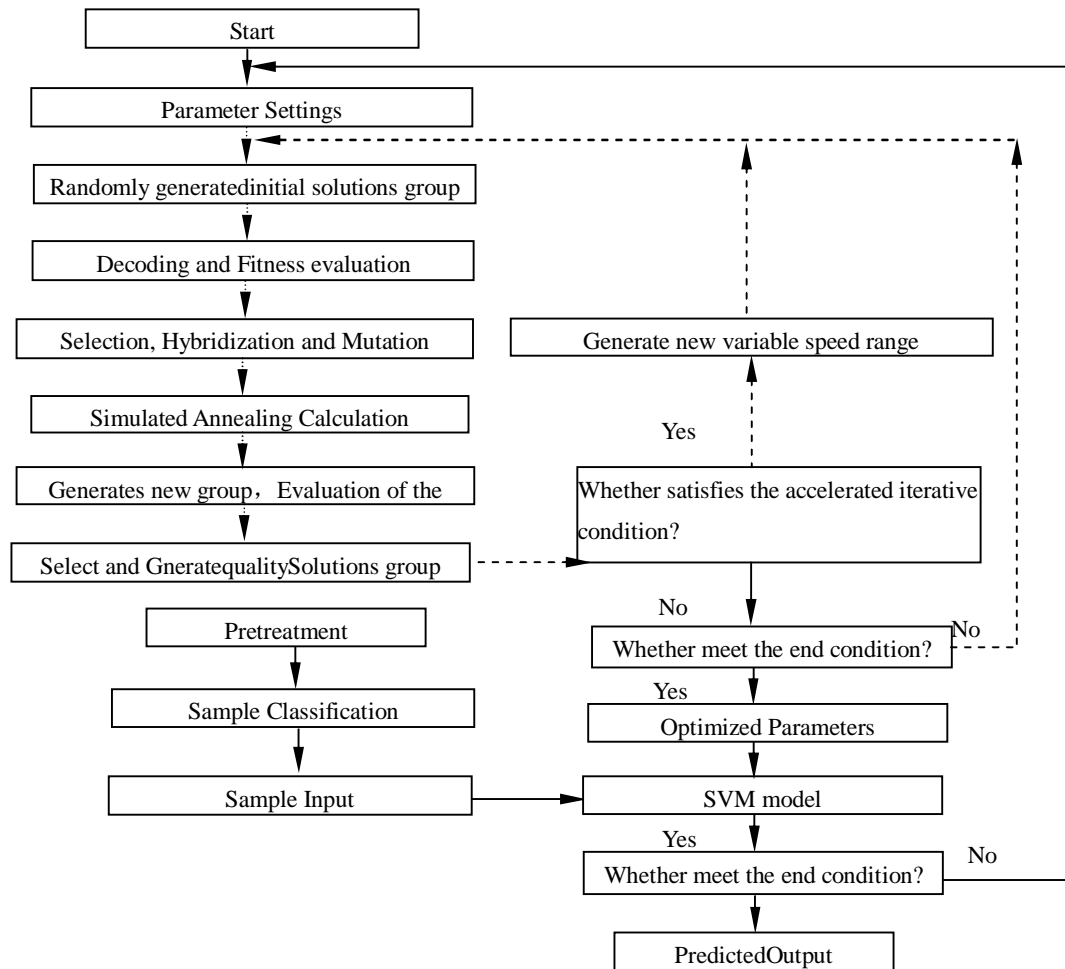 Start
Parameter Settings
Randomly generatedinitial solutions group
Decoding and Fitness evaluation
Selection, Hybridization and Mutation
Simulated Annealing Calculation
Generates new group，Evaluation of the
Select and GneratequalitySolutions group
Generate new variable speed range
Yes
Whether satisfies the accelerated iterative
condition?
No
Whether meet the end condition?
No
Yes
Optimized Parameters
Pretreatment
Sample Classification
Sample Input
SVM model
Yes
Whether meet the end condition?
No
PredictedOutput